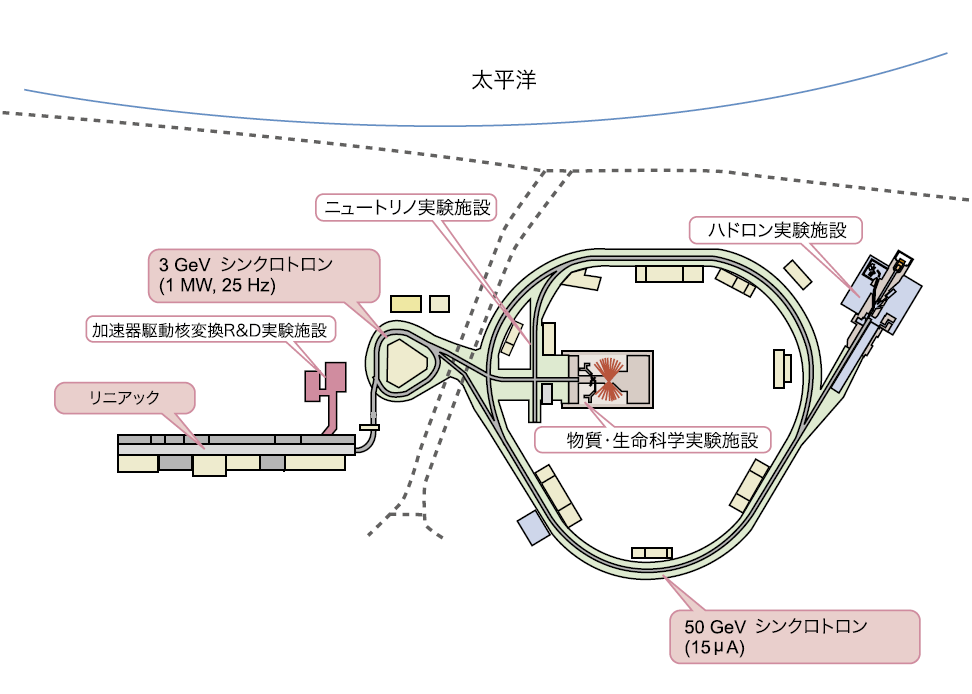 太平洋
ニュートリノ実験施設
ハドロン実験施設
3 GeV シンクロトロン
(1 MW, 25 Hz)
加速器駆動核変換R&D実験施設
リニアック
物質・生命科学実験施設
50 GeV シンクロトロン
(15μA)